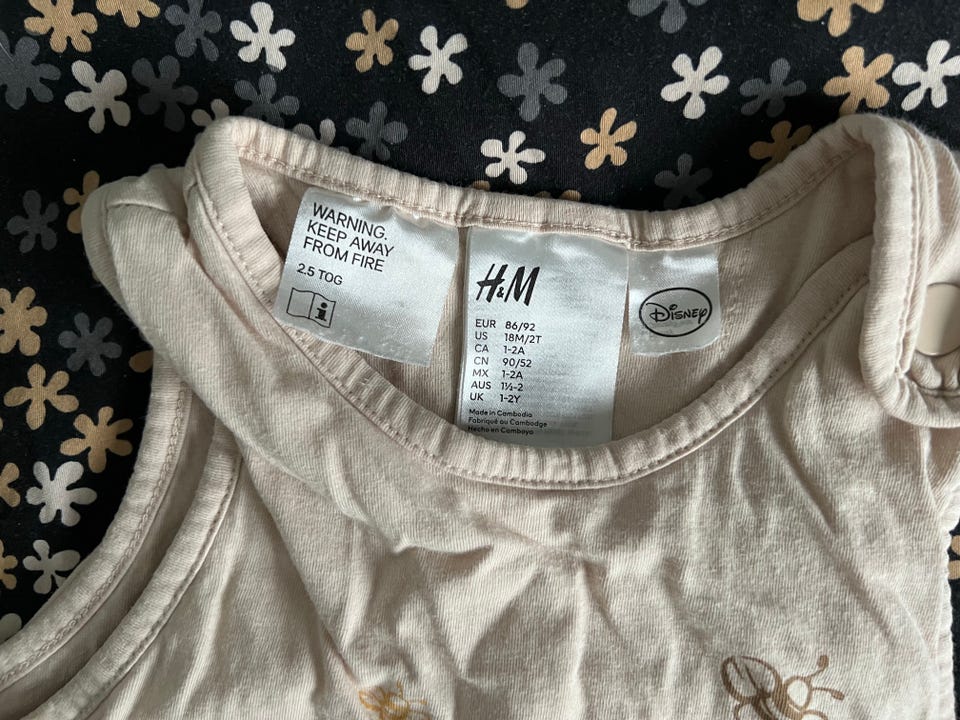 WARNING.
KEEP AWAY
FROM FIRE
2.5 TOG
i
H&M
EUR 86/92
US 18M/2T
CA 1-2A
CN 90/52
MX 1-2A
AUS 1½-2
UK 1-2Y
Made in Cambodia
Fabriqué au Cambodge
Hecho en Camboya
Disney